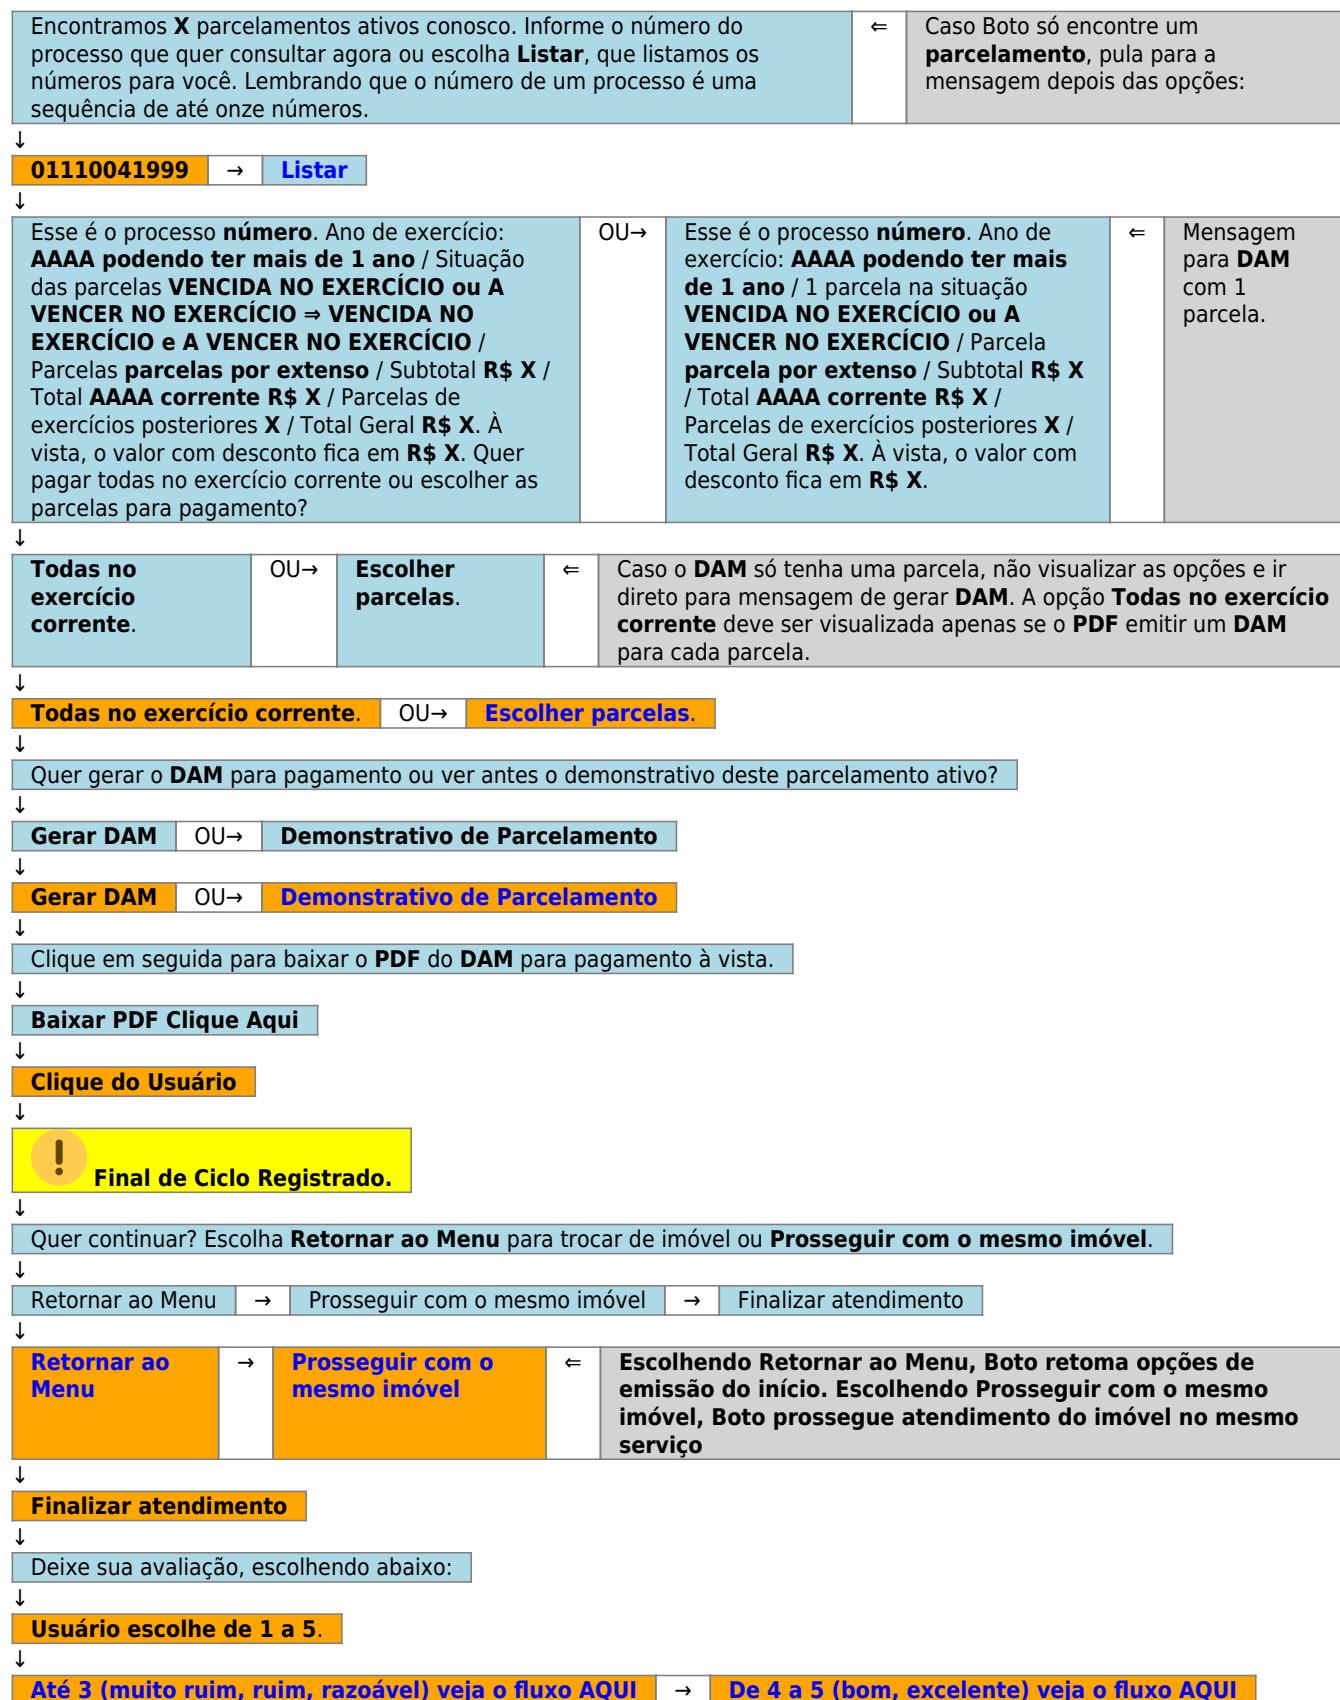 Encontramos X parcelamentos ativos conosco. Informe o número do
processo que quer consultar agora ou escolha Listar, que listamos os
números para você. Lembrando que o número de um processo é uma
sequência de até onze números.
⇐
Caso Boto só encontre um
parcelamento, pula para a
mensagem depois das opções:
↓
01110041999 → Listar
↓
Esse é o processo número. Ano de exercício:
AAAA podendo ter mais de 1 ano / Situação
das parcelas VENCIDA NO EXERCÍCIO ou A
VENCER NO EXERCÍCIO ⇒ VENCIDA NO
EXERCÍCIO e A VENCER NO EXERCÍCIO /
Parcelas parcelas por extenso / Subtotal R$ X /
Total AAAA corrente R$ X / Parcelas de
exercícios posteriores X / Total Geral R$ X. À
vista, o valor com desconto fica em R$ X. Quer
pagar todas no exercício corrente ou escolher as
parcelas para pagamento?
OU→
Esse é o processo número. Ano de
exercício: AAAA podendo ter mais
de 1 ano / 1 parcela na situação
VENCIDA NO EXERCÍCIO ou A
VENCER NO EXERCÍCIO / Parcela
parcela por extenso / Subtotal R$ X
/ Total AAAA corrente R$ X /
Parcelas de exercícios posteriores X /
Total Geral R$ X. À vista, o valor com
desconto fica em R$ X.
⇐
Mensagem
para DAM
com 1
parcela.
↓
Todas no
exercício
corrente.
OU→
Escolher
parcelas.
⇐
Caso o DAM só tenha uma parcela, não visualizar as opções e ir
direto para mensagem de gerar DAM. A opção Todas no exercício
corrente deve ser visualizada apenas se o PDF emitir um DAM
para cada parcela.
↓
Todas no exercício corrente. OU→ Escolher parcelas.
↓
Quer gerar o DAM para pagamento ou ver antes o demonstrativo deste parcelamento ativo?
↓
Gerar DAM OU→ Demonstrativo de Parcelamento
↓
Gerar DAM OU→ Demonstrativo de Parcelamento
↓
Clique em seguida para baixar o PDF do DAM para pagamento à vista.
↓
Baixar PDF Clique Aqui
↓
Clique do Usuário
↓
Final de Ciclo Registrado.
↓
Quer continuar? Escolha Retornar ao Menu para trocar de imóvel ou Prosseguir com o mesmo imóvel.
↓
Retornar ao Menu → Prosseguir com o mesmo imóvel → Finalizar atendimento
↓
Retornar ao
Menu
→
Prosseguir com o
mesmo imóvel
⇐
Escolhendo Retornar ao Menu, Boto retoma opções de
emissão do início. Escolhendo Prosseguir com o mesmo
imóvel, Boto prossegue atendimento do imóvel no mesmo
serviço
↓
Finalizar atendimento
↓
Deixe sua avaliação, escolhendo abaixo:
↓
Usuário escolhe de 1 a 5.
↓
Até 3 (muito ruim, ruim, razoável) veja o fluxo AQUI → De 4 a 5 (bom, excelente) veja o fluxo AQUI